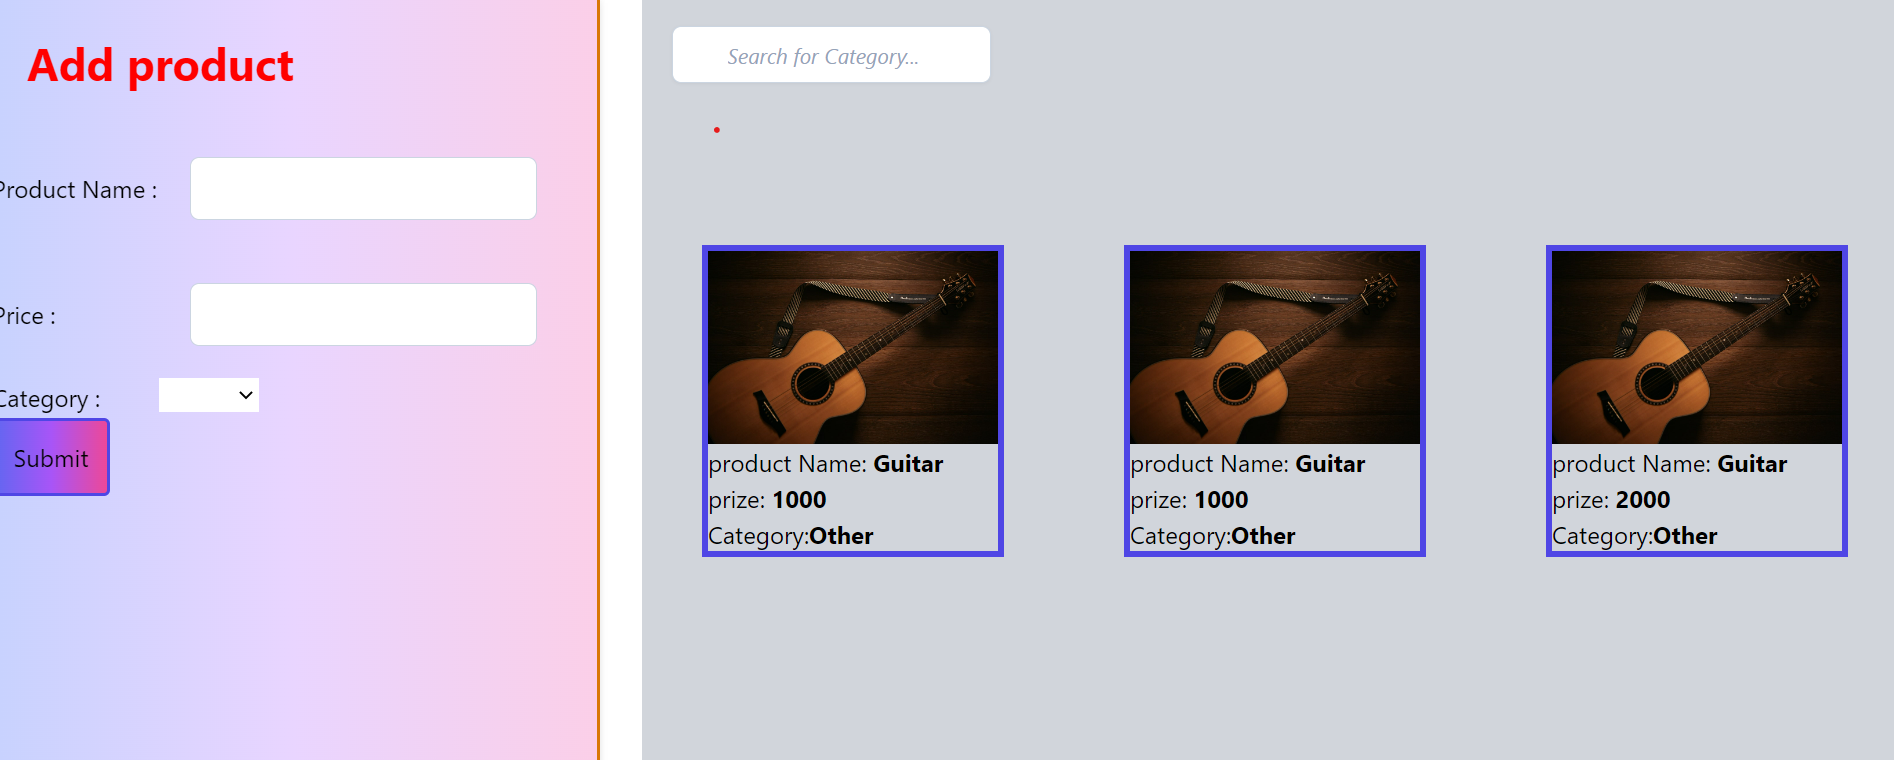 Add product
Product Name :
Price :
Category :
Submit
Search for Category...
product Name: Guitar
prize: 1000
Category:Other
product Name: Guitar
prize: 1000
Category:Other
product Name: Guitar
prize: 2000
Category:Other